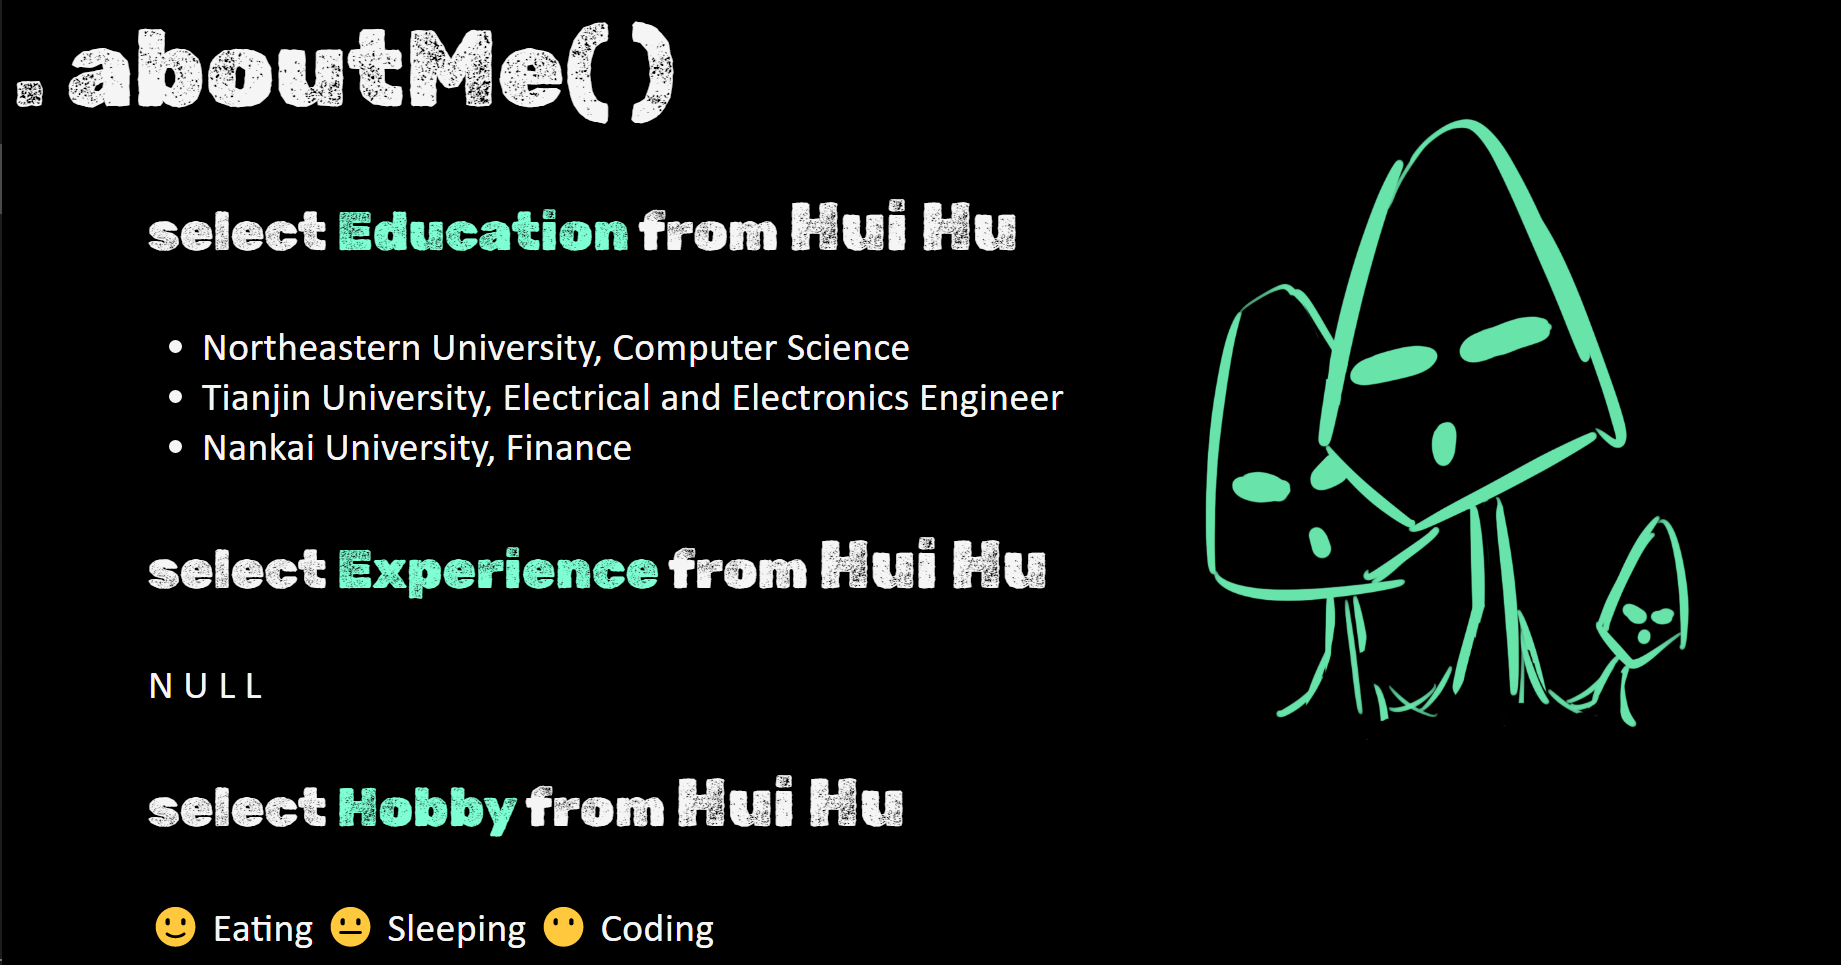 . aboutMe()
select Education from Hui Hu
Northeastern University, Computer Science
Tianjin University, Electrical and Electronics Engineer
Nankai University, Finance
select Experience from Hui Hu
N U L L
select Hobby from Hui Hu
🙂 Eating 😐 Sleeping 😶 Coding